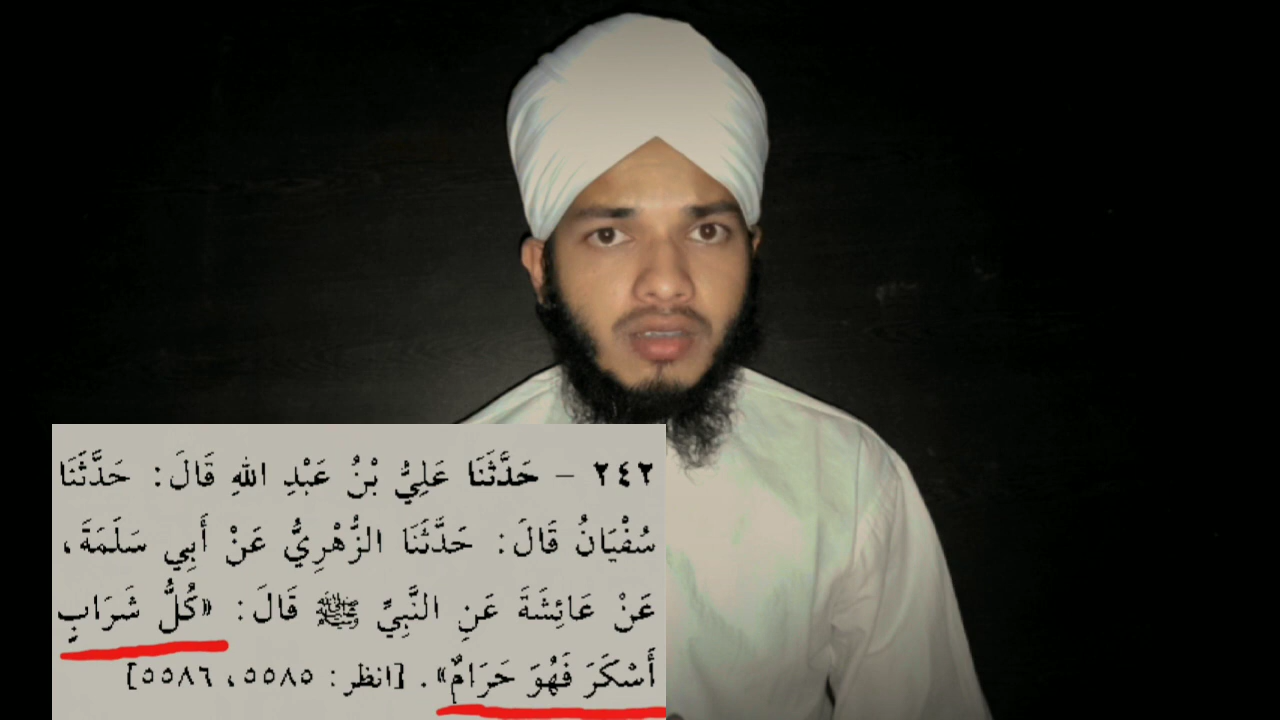 ٢٤٢ – حَدَّثَنَا عَلِيُّ بْنُ عَبْدِ اللهِ قَالَ: حَدَّثَنَا
سُفْيَانُ قَالَ: حَدَّثَنَا الزُّهْرِيُّ عَنْ أَبِي سَلَمَةَ،
عَنْ عَائِشَةَ عَنِ النَّبِيِّ ﷺ قَالَ: «كُلُّ شَرَابٍ
أَسْكَرَ فَهُوَ حَرَامٌ». [انظر: ٥٥٨٥، ٥٥٨٦]